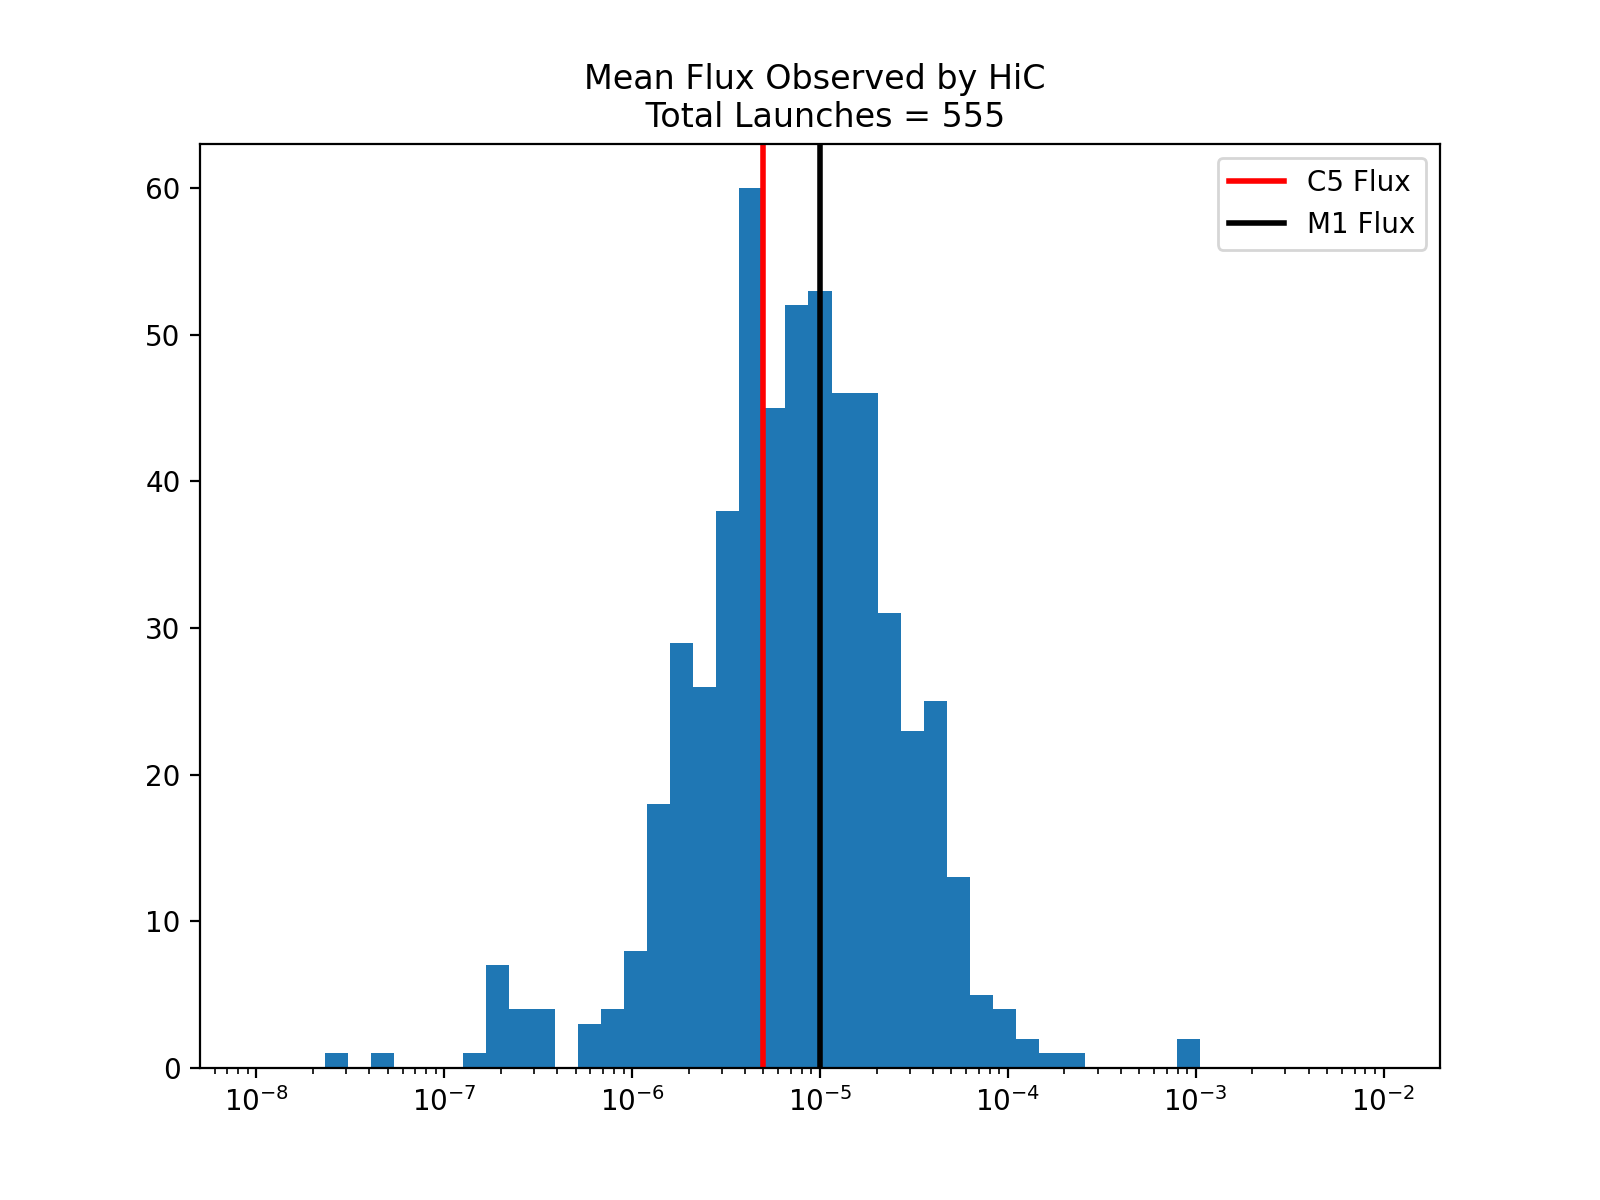 Mean Flux Observed by HiC
Total Launches = 555
C5 Flux
M1 Flux
60
50
40
30
20
10
0
10⁻⁸ 10⁻⁷ 10⁻⁶ 10⁻⁵ 10⁻⁴ 10⁻³ 10⁻²